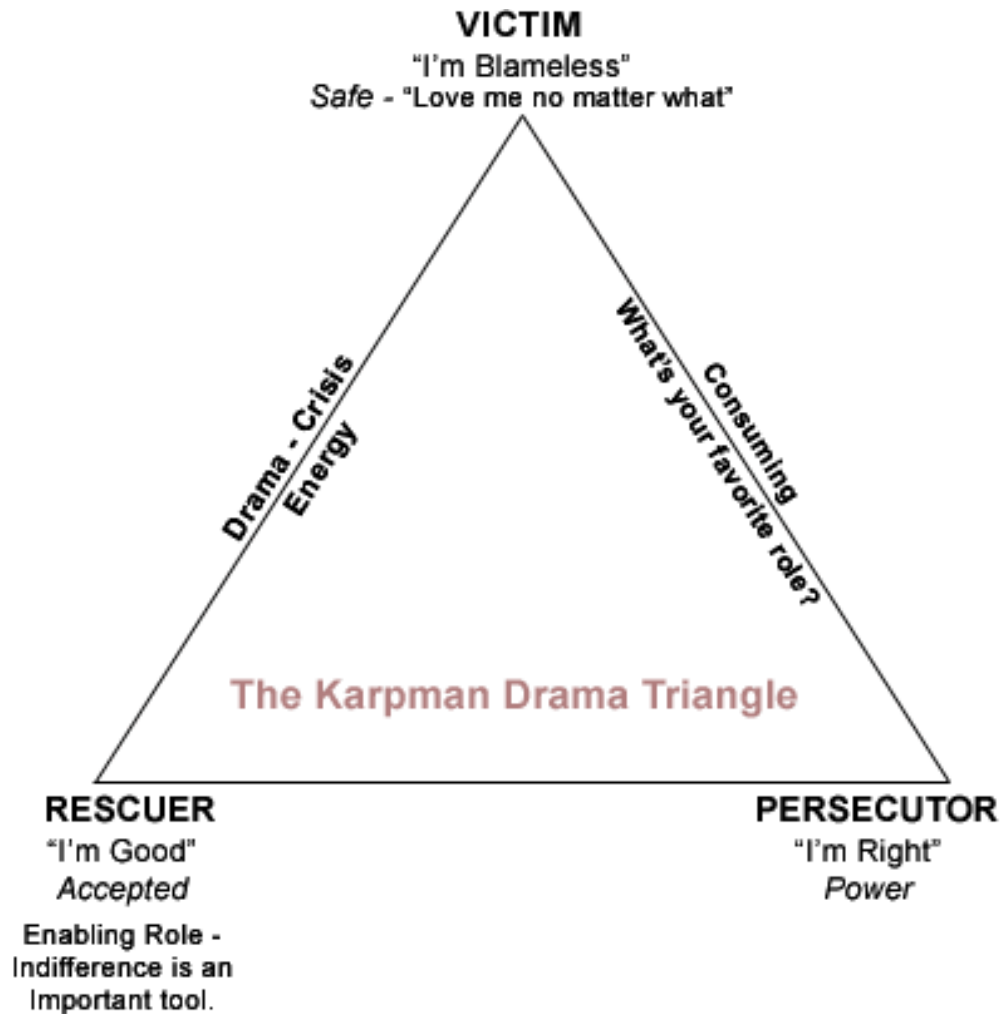 VICTIM
“I’m Blameless”
Safe - “Love me no matter what”
Drama - Crisis
Energy
Consuming
What’s your favorite role?
The Karpman Drama Triangle
RESCUER
“I’m Good”
Accepted
Enabling Role -
Indifference is an
Important tool.
PERSECUTOR
“I’m Right”
Power